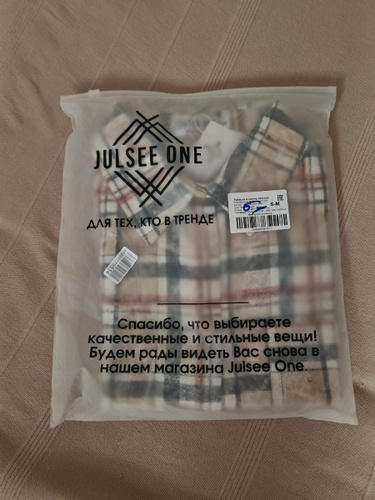 JULSEE ONE
ДЛЯ ТЕХ, КТО В ТРЕНДЕ
S-M
Спасибо, что выбираете
качественные и стильные вещи!
Будем рады видеть Вас снова в
нашем магазина Julsee One.